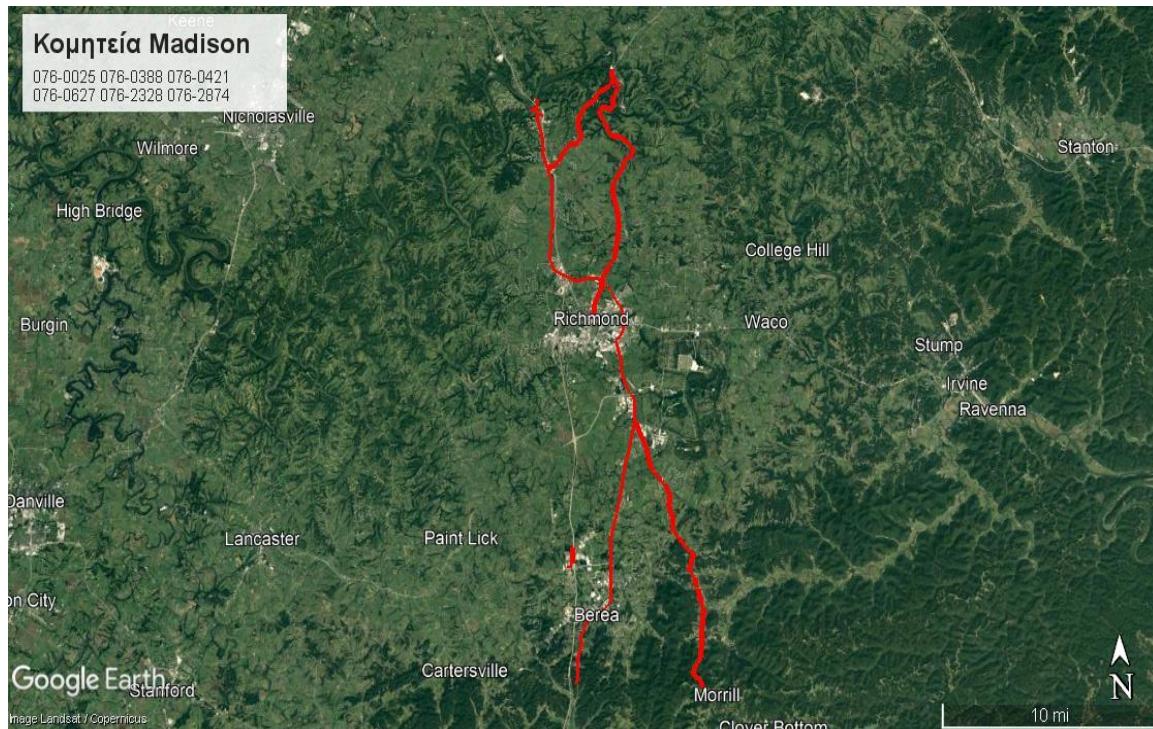 Keene
Κομητεία Madison
076-0025 076-0388 076-0421
076-0627 076-2328 076-2874
Nicholasville
Wilmore
Stanton
High Bridge
College Hill
Burgin
Richmond
Waco
Stump
Irvine
Ravenna
Danville
Lancaster
Paint Lick
on City
Berea
Cartersville
Google Earth
Stanford
Morrill
N
Image Landsat / Copernicus
Clover Bottom
10 mi